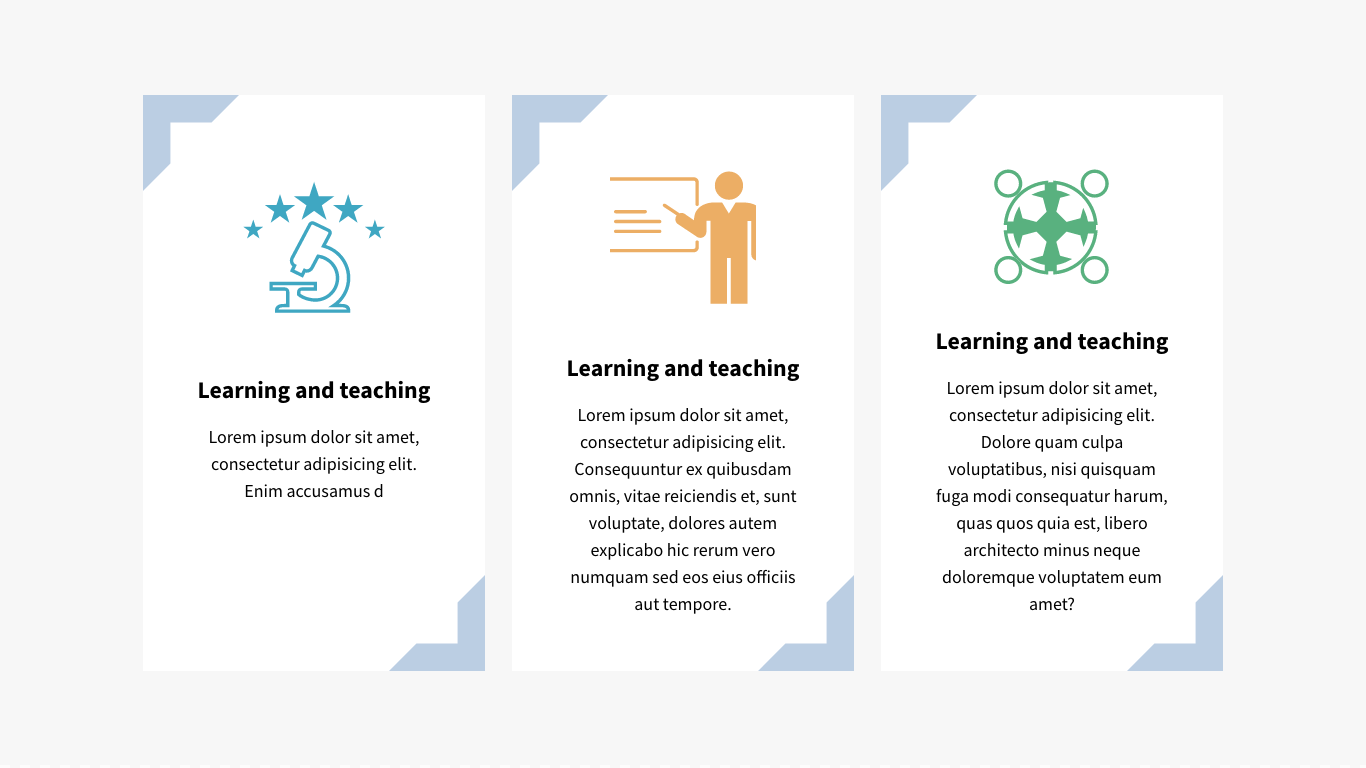 Learning and teaching
Lorem ipsum dolor sit amet,
consectetur adipisicing elit.
Enim accusamus d
Learning and teaching
Lorem ipsum dolor sit amet,
consectetur adipisicing elit.
Consequuntur ex quibusdam
omnis, vitae reiciendis et, sunt
voluptate, dolores autem
explicabo hic rerum vero
numquam sed eos eius officiis
aut tempore.
Learning and teaching
Lorem ipsum dolor sit amet,
consectetur adipisicing elit.
Dolore quam culpa
voluptatibus, nisi quisquam
fuga modi consequatur harum,
quas quos quia est, libero
architecto minus neque
doloremque voluptatem eum
amet?